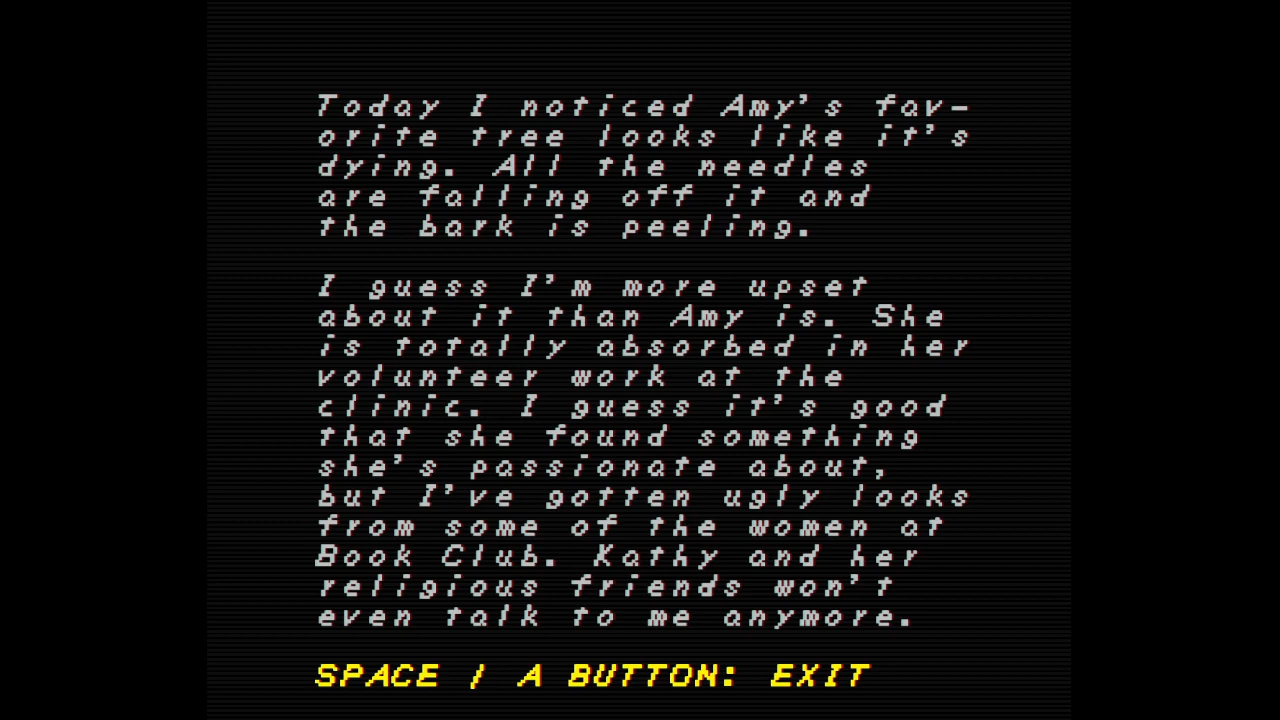 Today I noticed Amy's fav-
orite tree looks like it's
dying. All the needles
are falling off it and
the bark is peeling.
I guess I'm more upset
about it than Amy is. She
is totally absorbed in her
volunteer work at the
clinic. I guess it's good
that she found something
she's passionate about,
but I've gotten ugly looks
from some of the women at
Book Club. Kathy and her
religious friends won't
even talk to me anymore.
SPACE / A BUTTON: EXIT